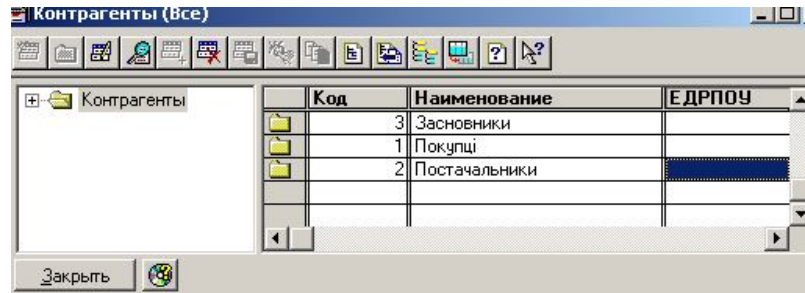 Контрагенты (Все)
Контрагенты
Код Наименование ЕДРПОУ
3 Засновники
1 Покупці
2 Постачальники
Закрыть